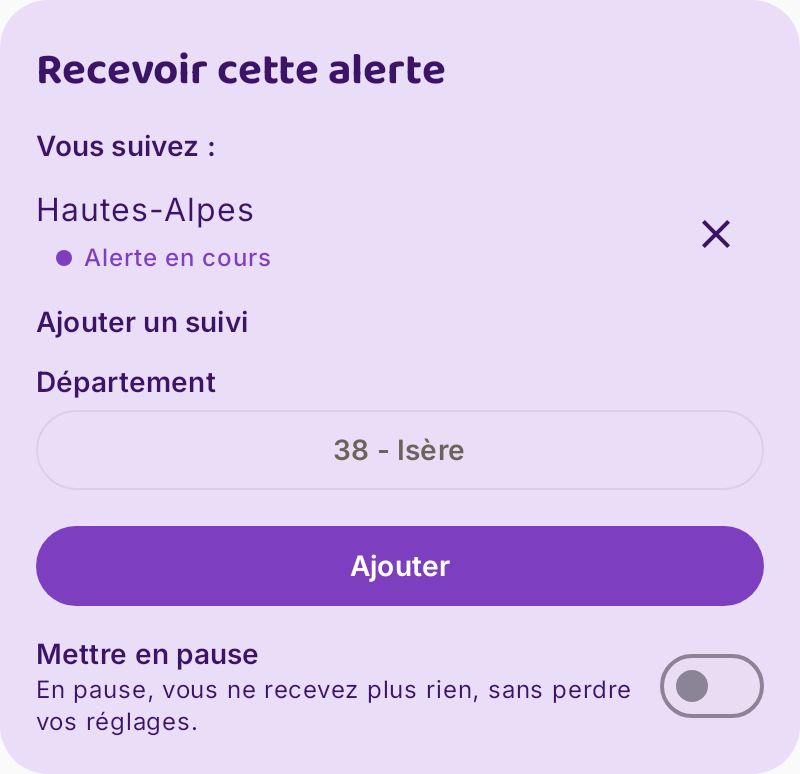 Recevoir cette alerte
Vous suivez :
Hautes-Alpes
Alerte en cours
Ajouter un suivi
Département
38 - Isère
Ajouter
Mettre en pause
En pause, vous ne recevez plus rien, sans perdre
vos réglages.